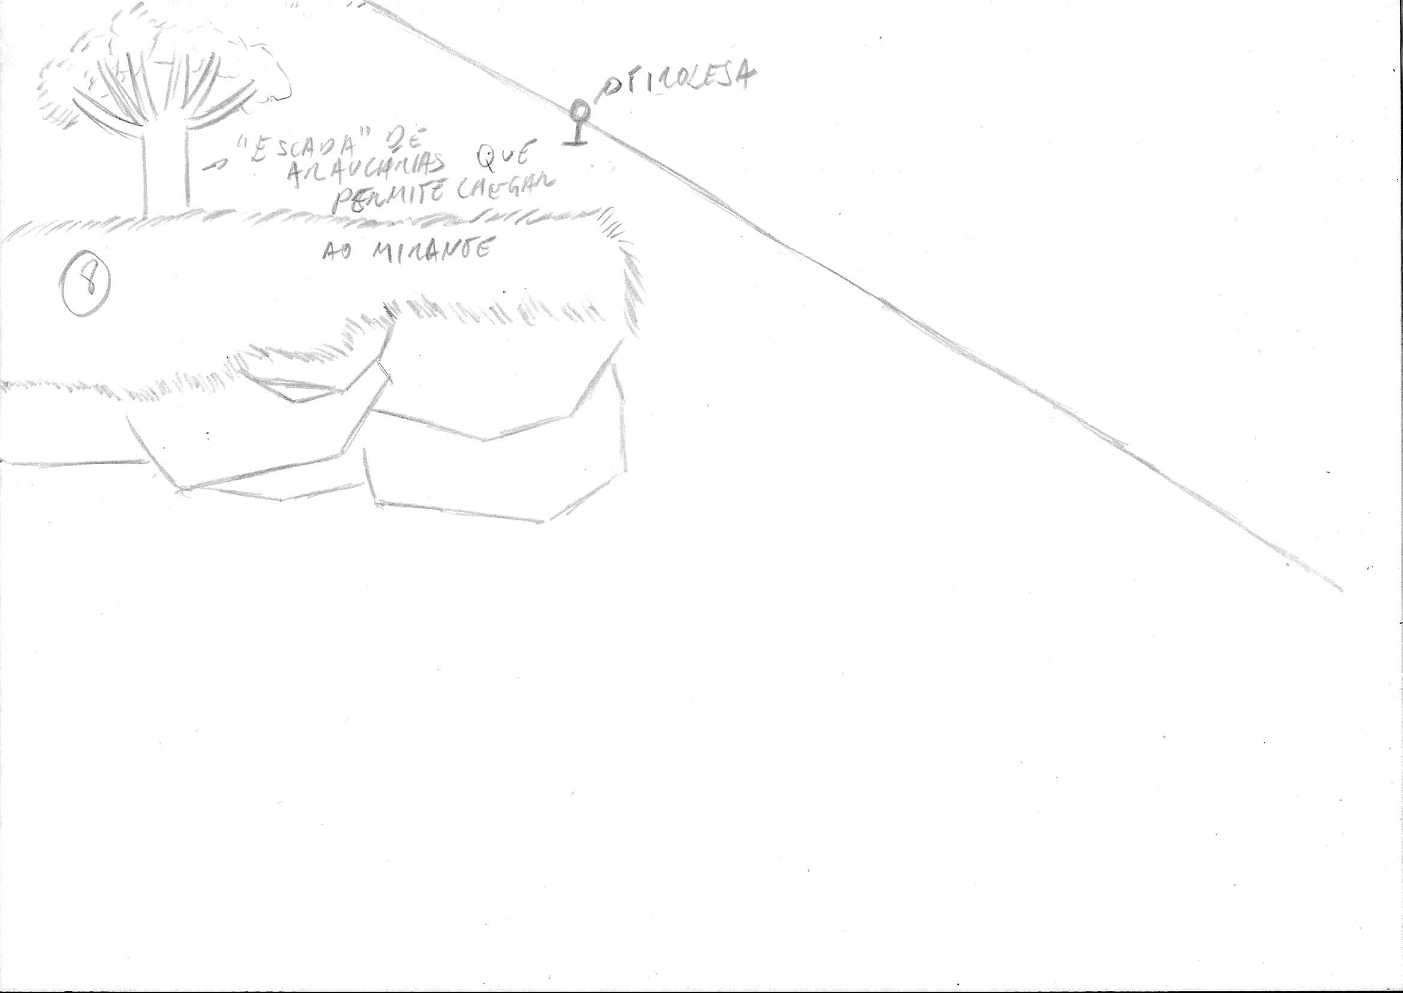 TIROLESA
"ESCADA" DE
ARAUCÁRIAS QUE
PERMITE CHEGAR
AO MIRANTE
8